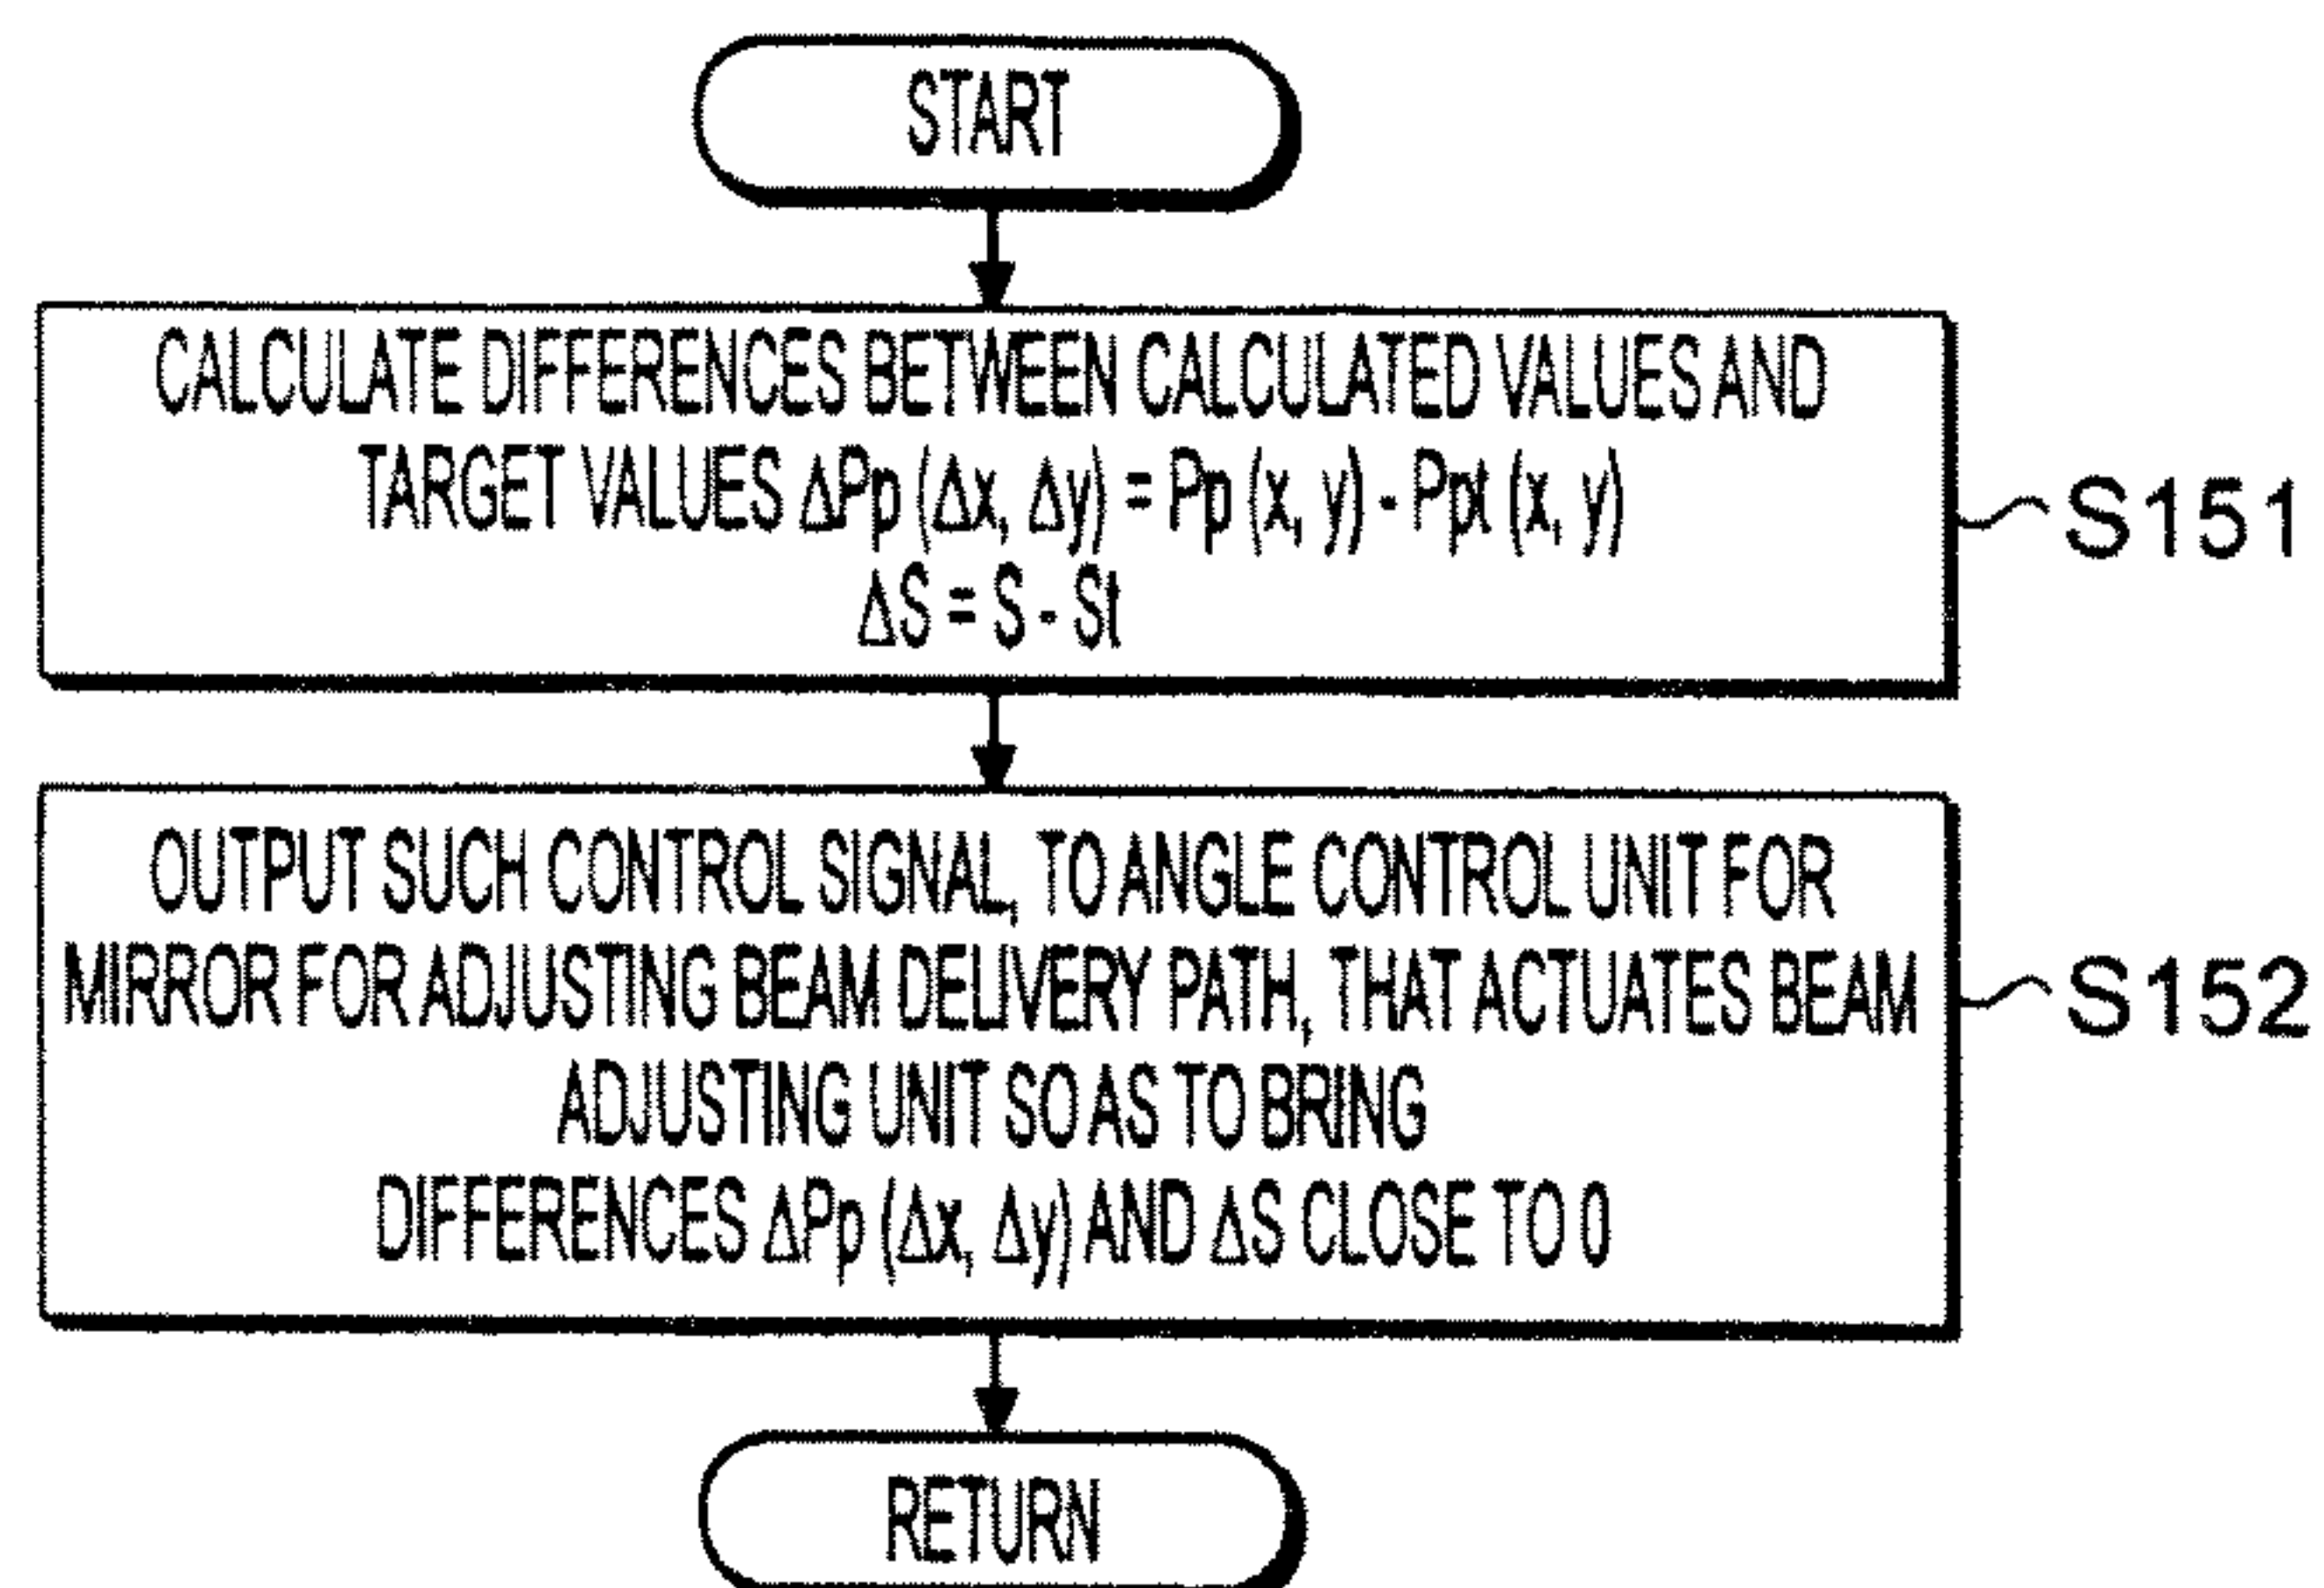 START
CALCULATE DIFFERENCES BETWEEN CALCULATED VALUES AND
TARGET VALUES ΔPp (Δx, Δy) = Pp (x, y) - Ppt (x, y)
ΔS = S - St
S151
OUTPUT SUCH CONTROL SIGNAL, TO ANGLE CONTROL UNIT FOR
MIRROR FOR ADJUSTING BEAM DELIVERY PATH, THAT ACTUATES BEAM
ADJUSTING UNIT SO AS TO BRING
DIFFERENCES ΔPp (Δx, Δy) AND ΔS CLOSE TO 0
S152
RETURN